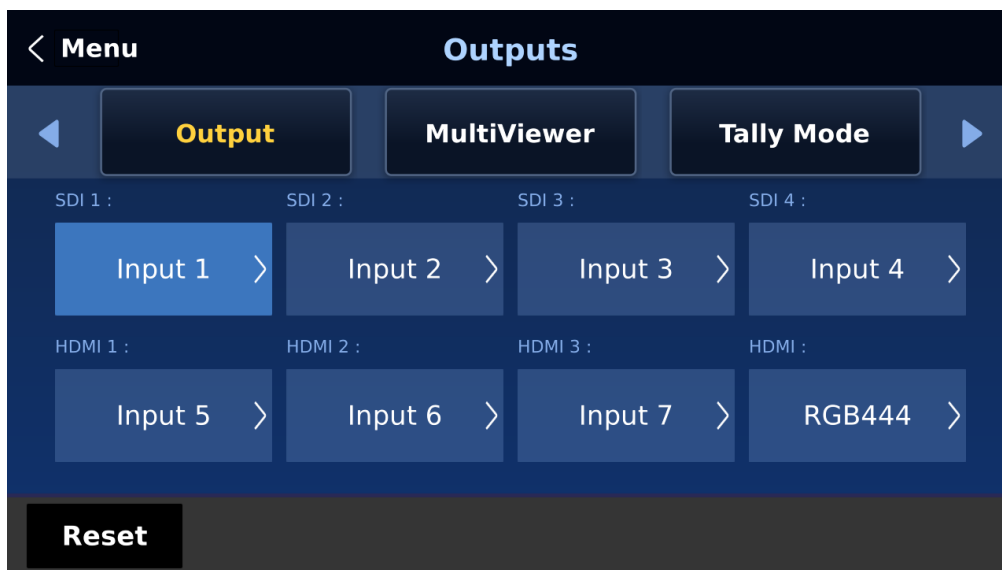 Menu
Outputs
Output
MultiViewer
Tally Mode
SDI 1 :
SDI 2 :
SDI 3 :
SDI 4 :
Input 1
Input 2
Input 3
Input 4
HDMI 1 :
HDMI 2 :
HDMI 3 :
HDMI :
Input 5
Input 6
Input 7
RGB444
Reset